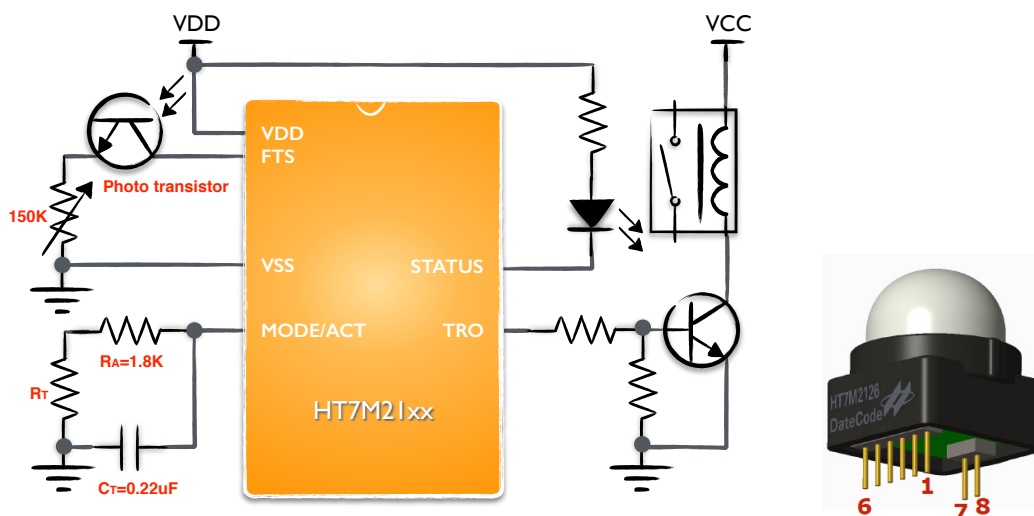 VDD
VCC
VDD
FTS
Photo transistor
150K
VSS
STATUS
MODE/ACT
TRO
RA=1.8K
RT
HT7M21xx
CT=0.22uF
HT7M2126
DateCode
6
1
7
8